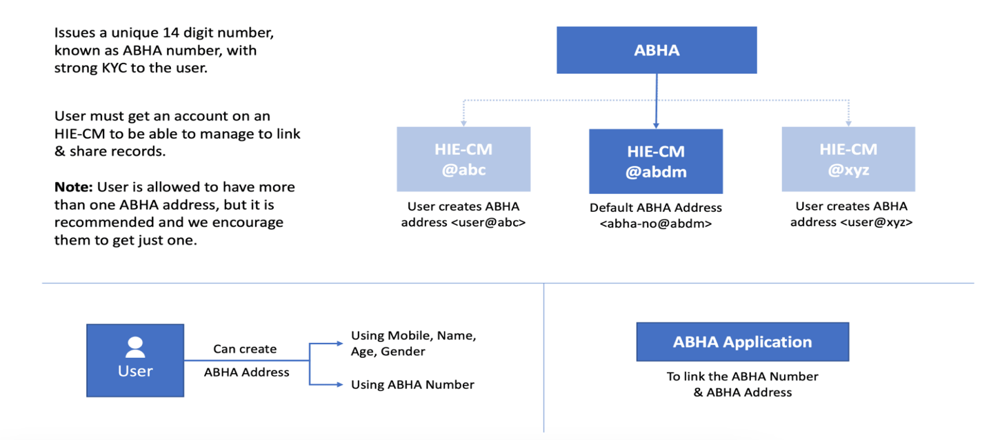 Issues a unique 14 digit number,
known as ABHA number, with
strong KYC to the user.
User must get an account on an
HIE-CM to be able to manage to link
& share records.
Note: User is allowed to have more
than one ABHA address, but it is
recommended and we encourage
them to get just one.
ABHA
HIE-CM
@abc
User creates ABHA
address <user@abc>
HIE-CM
@abdm
Default ABHA Address
<abha-no@abdm>
HIE-CM
@xyz
User creates ABHA
address <user@xyz>
User
Can create
ABHA Address
Using Mobile, Name,
Age, Gender
Using ABHA Number
ABHA Application
To link the ABHA Number
& ABHA Address